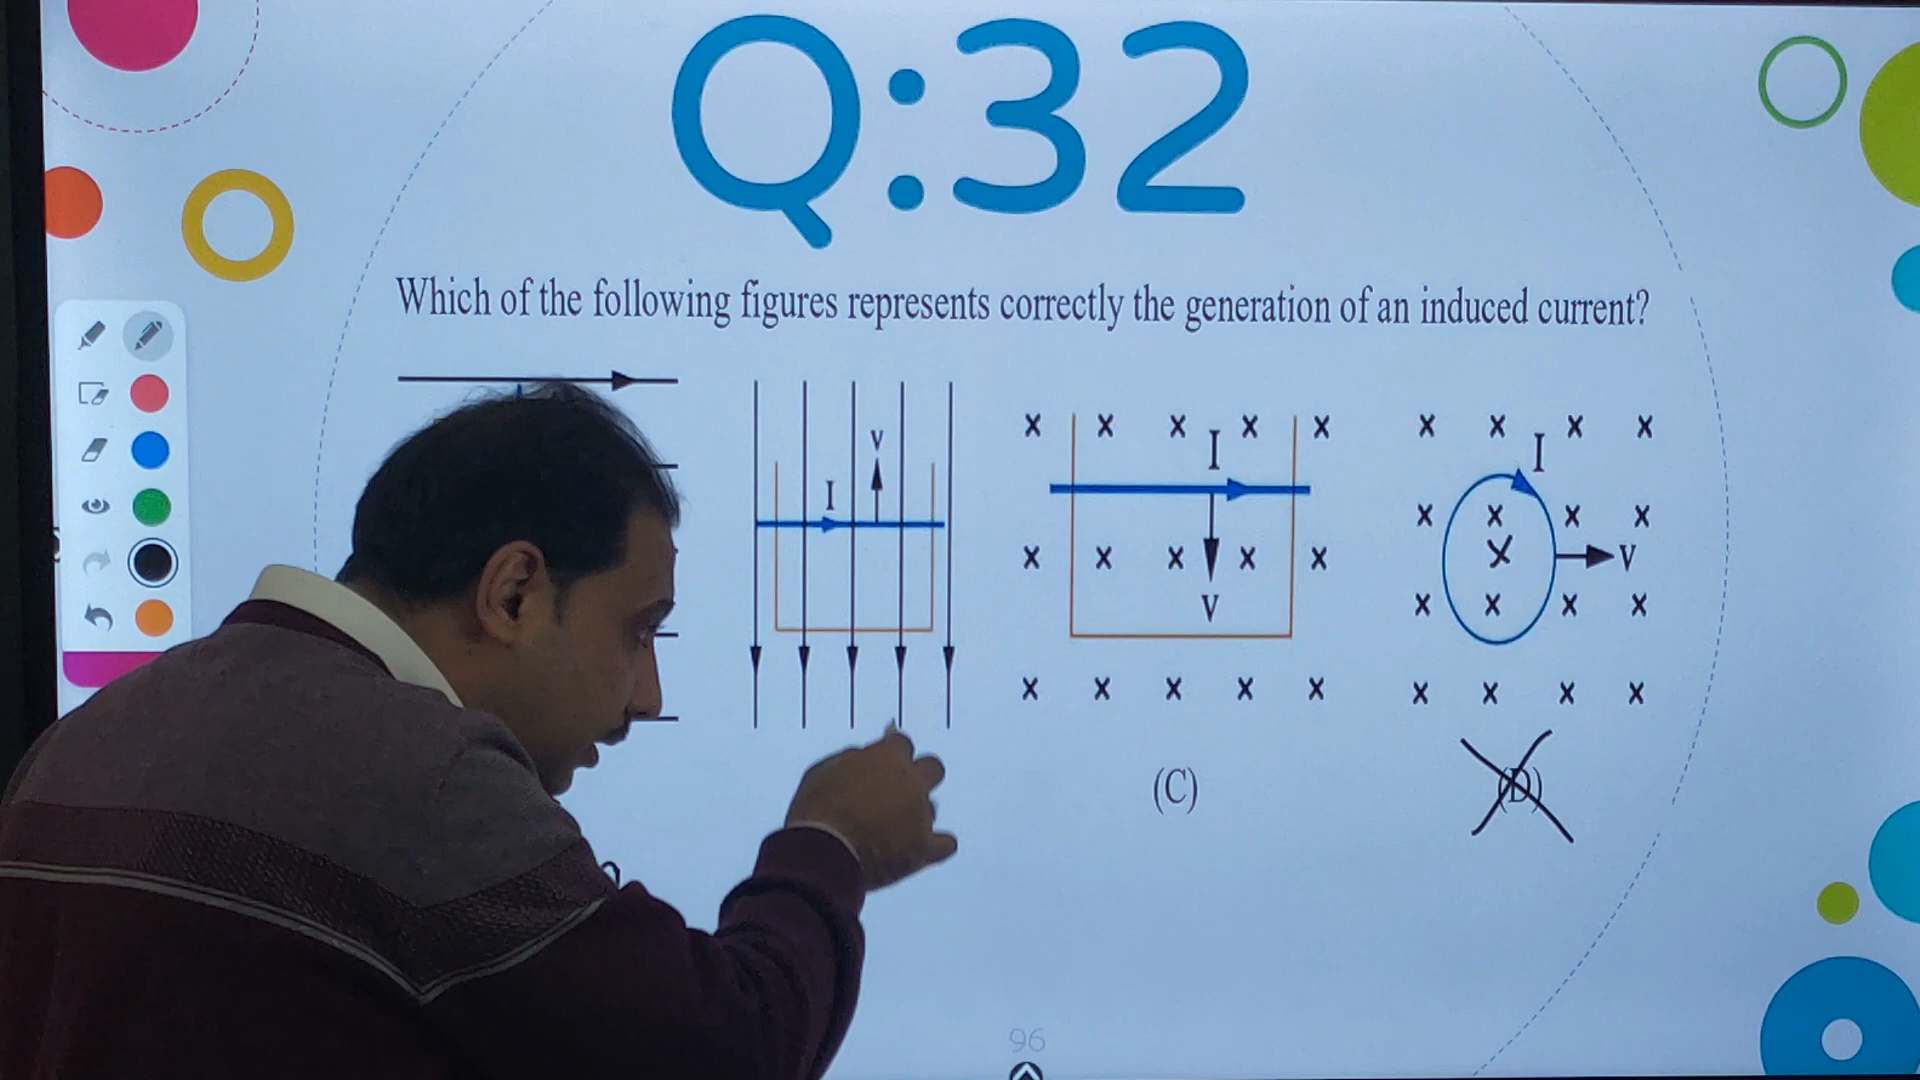 Q:32
Which of the following figures represents correctly the generation of an induced current?
I V
x x x x x
I
x x x x x
V
x x x x x
x x x x
I
x x x x
x
V
x x x x
x x x x
(C) (D)
96